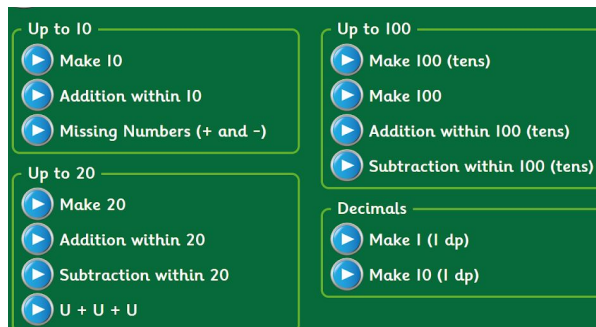 Up to 10
Make 10
Addition within 10
Missing Numbers (+ and -)
Up to 20
Make 20
Addition within 20
Subtraction within 20
U + U + U
Up to 100
Make 100 (tens)
Make 100
Addition within 100 (tens)
Subtraction within 100 (tens)
Decimals
Make 1 (1 dp)
Make 10 (1 dp)